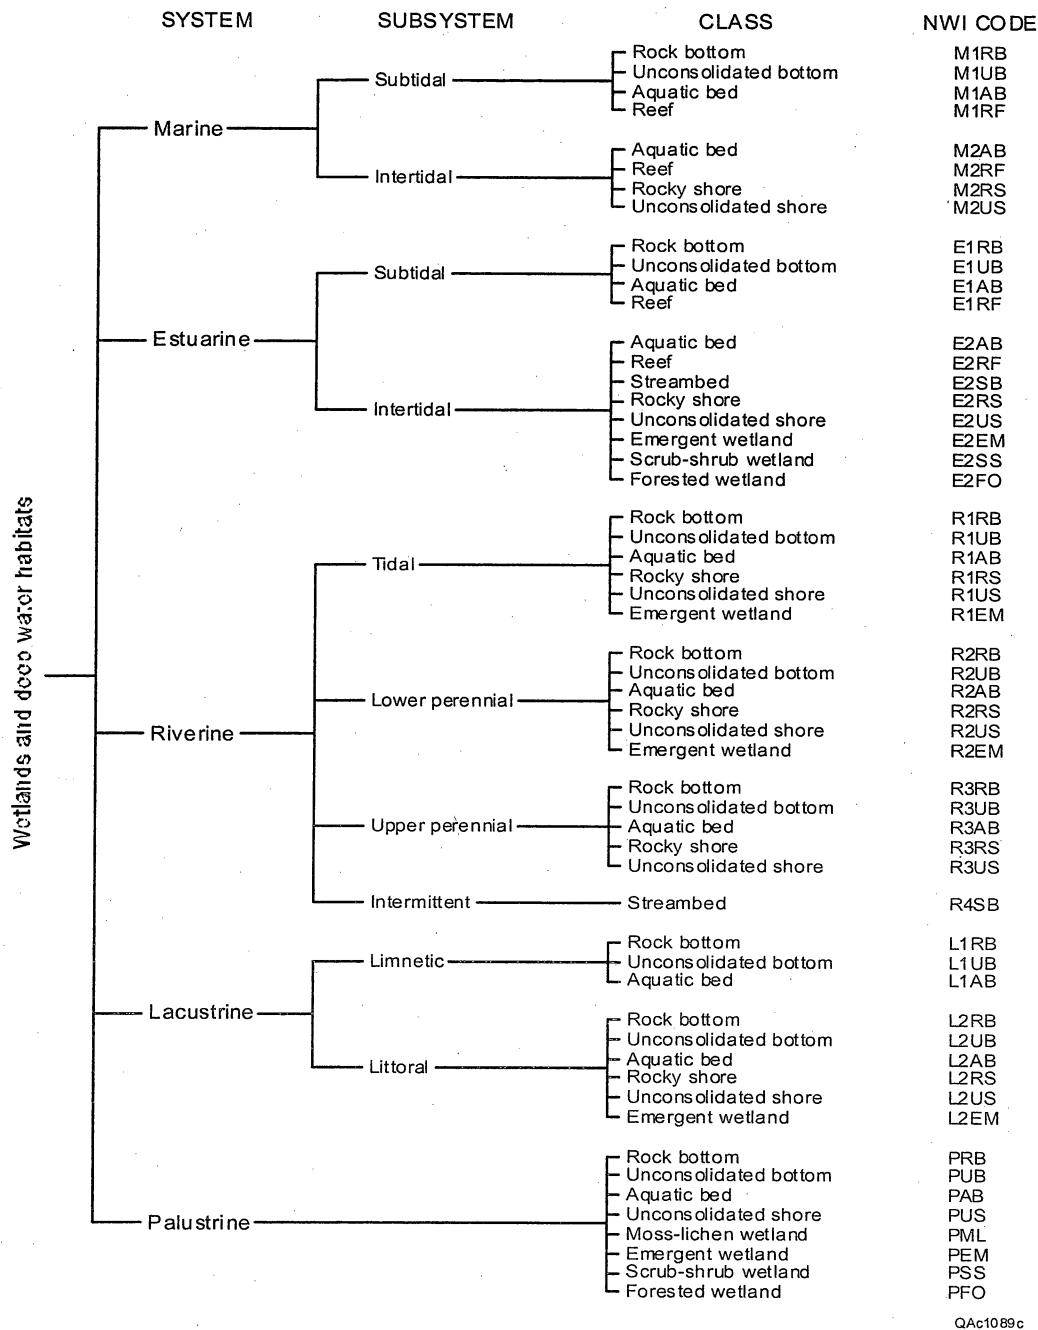 SYSTEM SUBSYSTEM CLASS NWI CODE
Rock bottom M1RB
Subtidal Unconsolidated bottom M1UB
Aquatic bed M1AB
Reef M1RF
Marine
Aquatic bed M2AB
Intertidal Reef M2RF
Rocky shore M2RS
Unconsolidated shore M2US
Rock bottom E1RB
Subtidal Unconsolidated bottom E1UB
Aquatic bed E1AB
Reef E1RF
Estuarine Aquatic bed E2AB
Reef E2RF
Streambed E2SB
Intertidal Rocky shore E2RS
Unconsolidated shore E2US
Emergent wetland E2EM
Scrub-shrub wetland E2SS
Forested wetland E2FO
Wetlands and deep water habitats
Rock bottom R1RB
Unconsolidated bottom R1UB
Tidal Aquatic bed R1AB
Rocky shore R1RS
Unconsolidated shore R1US
Emergent wetland R1EM
Rock bottom R2RB
Unconsolidated bottom R2UB
Aquatic bed R2AB
Lower perennial Rocky shore R2RS
Riverine Unconsolidated shore R2US
Emergent wetland R2EM
Rock bottom R3RB
Unconsolidated bottom R3UB
Upper perennial Aquatic bed R3AB
Rocky shore R3RS
Unconsolidated shore R3US
Intermittent Streambed R4SB
Rock bottom L1RB
Limnetic Unconsolidated bottom L1UB
Aquatic bed L1AB
Lacustrine Rock bottom L2RB
Unconsolidated bottom L2UB
Littoral Aquatic bed L2AB
Rocky shore L2RS
Unconsolidated shore L2US
Emergent wetland L2EM
Rock bottom PRB
Unconsolidated bottom PUB
Aquatic bed PAB
Palustrine Unconsolidated shore PUS
Moss-lichen wetland PML
Emergent wetland PEM
Scrub-shrub wetland PSS
Forested wetland PFO
QAc1089c